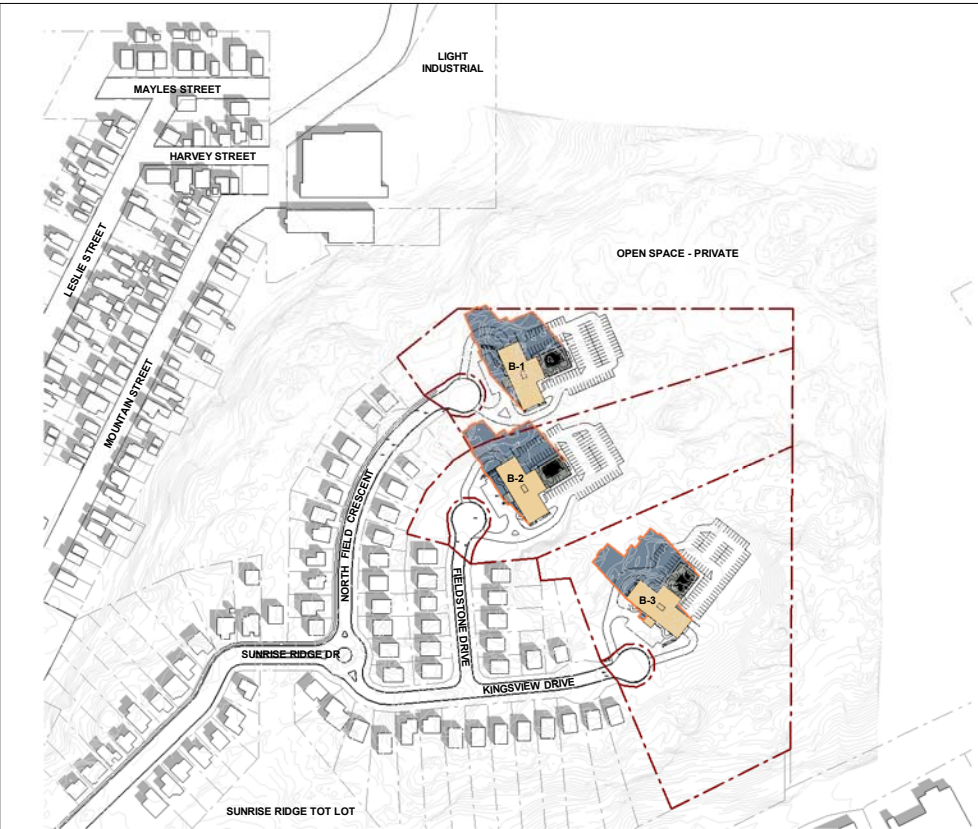 LIGHT
INDUSTRIAL
MAYLES STREET
HARVEY STREET
LESLIE STREET
OPEN SPACE - PRIVATE
MOUNTAIN STREET
B-1
B-2
NORTH FIELD CRESCENT
FIELDSTONE DRIVE
B-3
SUNRISE RIDGE DR
KINGSVIEW DRIVE
SUNRISE RIDGE TOT LOT